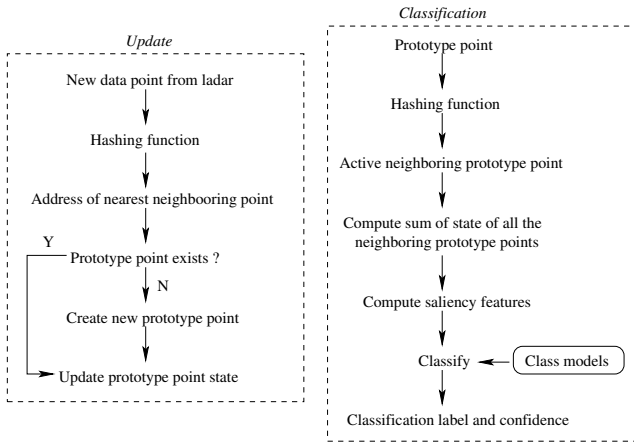 Update
New data point from ladar
Hashing function
Address of nearest neighbooring point
Y
Prototype point exists ?
N
Create new prototype point
Update prototype point state
Classification
Prototype point
Hashing function
Active neighboring prototype point
Compute sum of state of all the
neighboring prototype points
Compute saliency features
Classify
Class models
Classification label and confidence